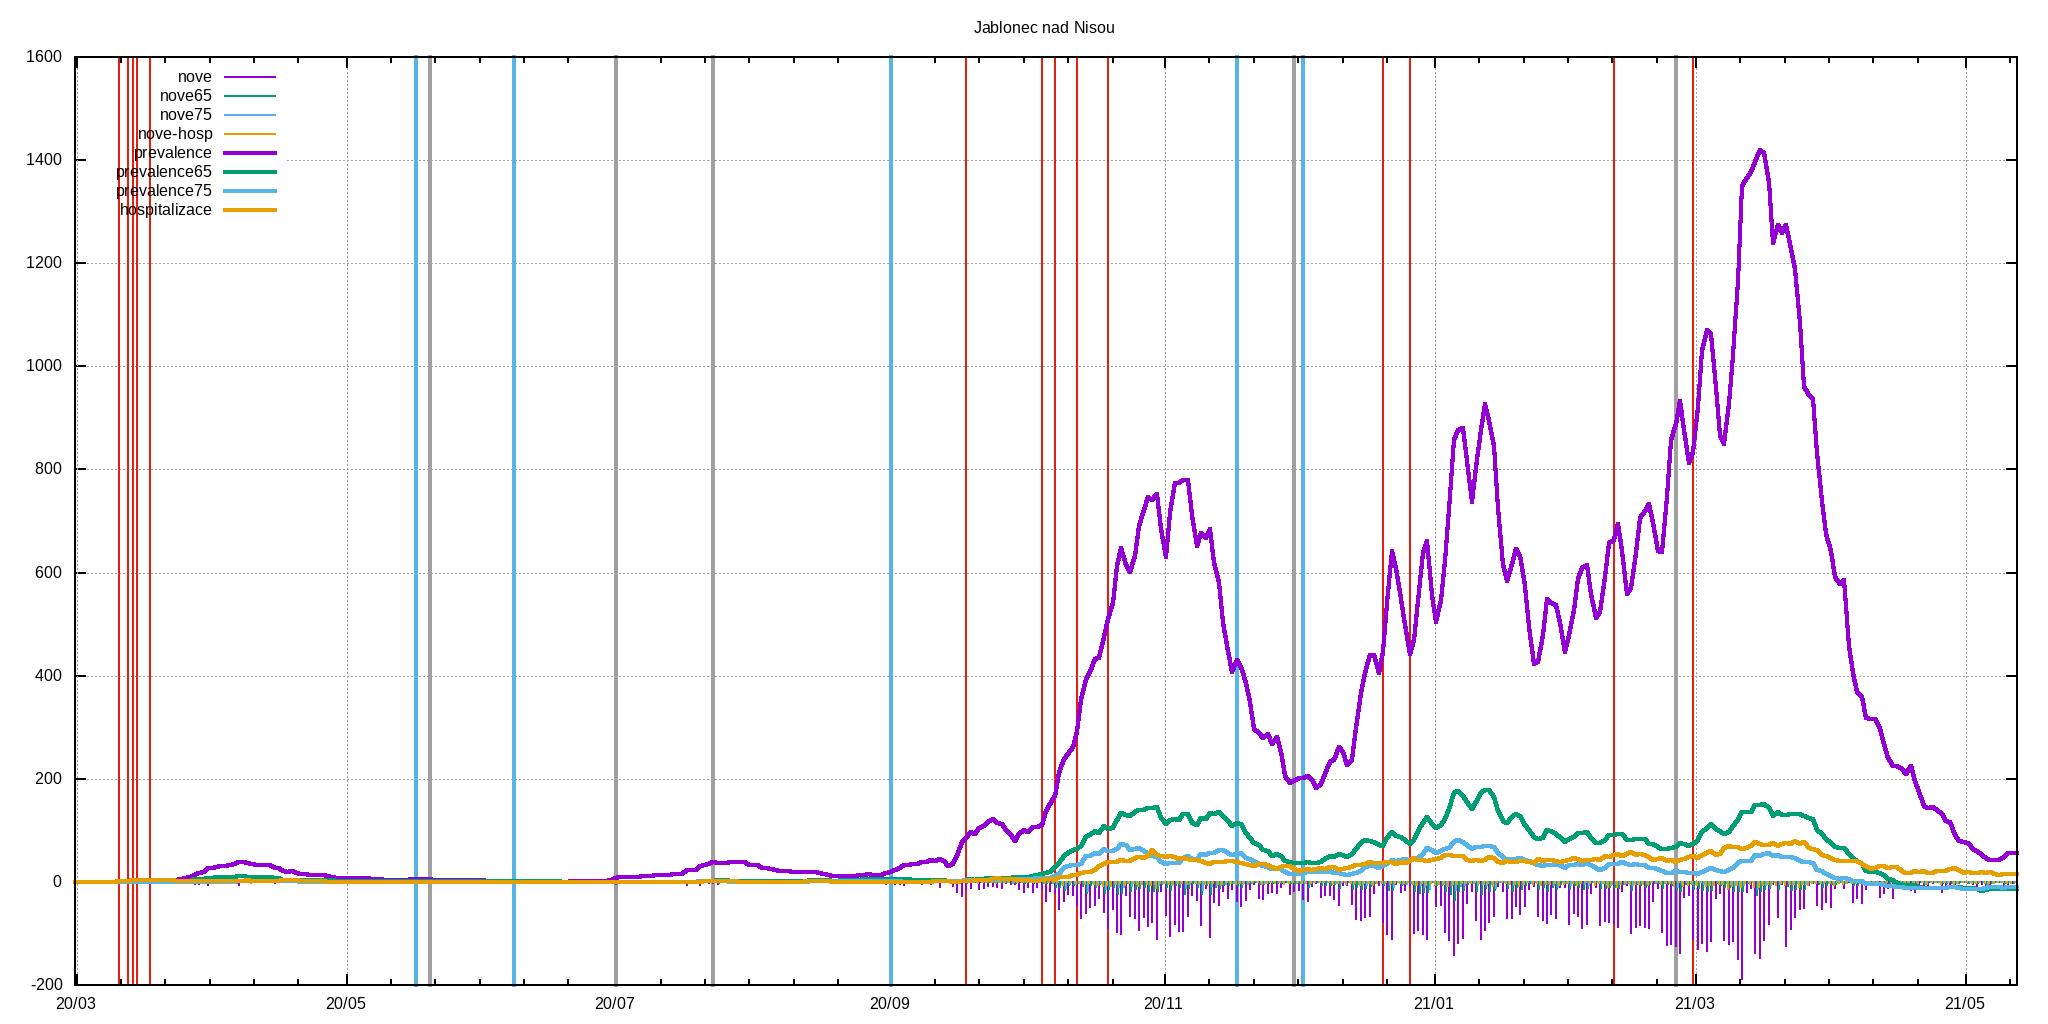 Jablonec nad Nisou
1600
1400
1200
1000
800
600
400
200
0
-200
nove
nove65
nove75
nove-hosp
prevalence
prevalence65
prevalence75
hospitalizace
20/03 20/05 20/07 20/09 20/11 21/01 21/03 21/05